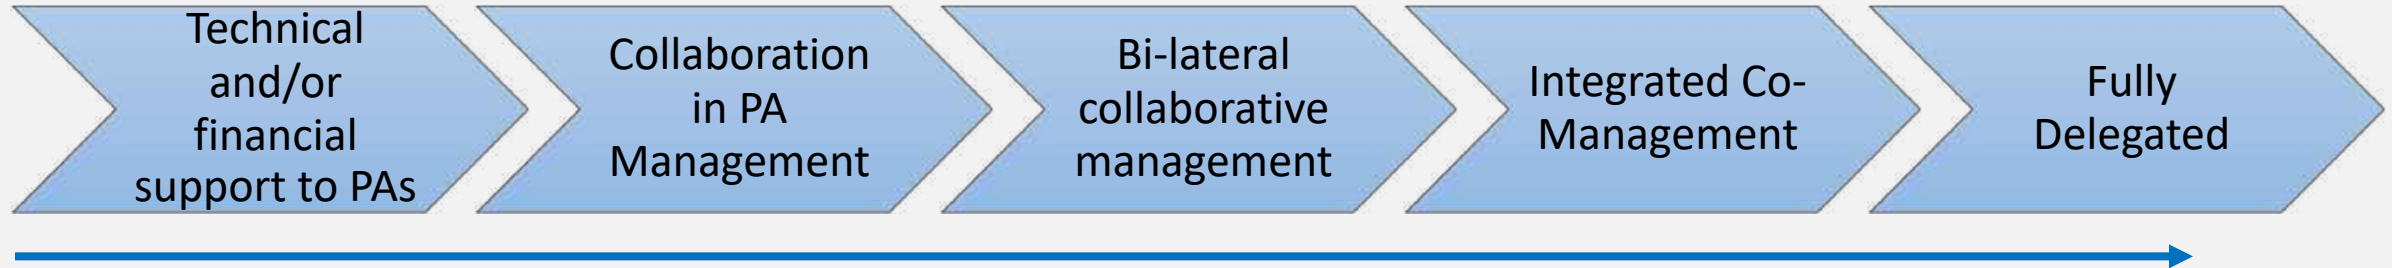 Technical
and/or
financial
support to PAs
Collaboration
in PA
Management
Bi-lateral
collaborative
management
Integrated Co-
Management
Fully
Delegated